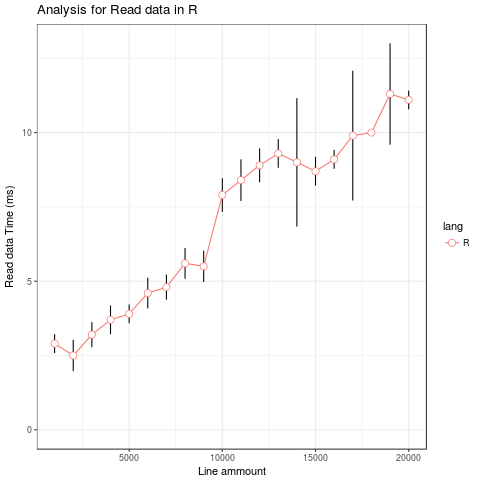 Analysis for Read data in R
Read data Time (ms)
10
5
0
5000
10000
15000
20000
Line ammount
lang
R